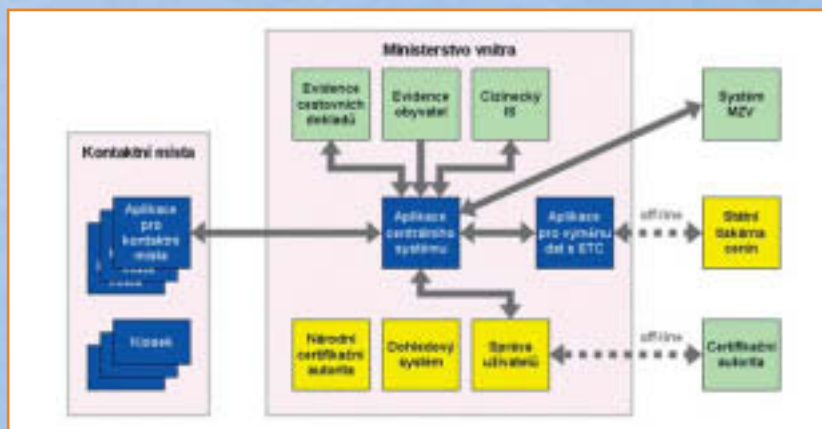 Ministerstvo vnitra
Evidence
cestovních
dokladů
Evidence
obyvatel
Cizinecký
IS
Systém
MZV
Kontaktní místa
Aplikace
pro
kontaktní
místa
Aplikace
centrálního
systému
Aplikace
pro výměnu
dat s STC
off-line
Státní
tiskárna
cenin
Kiosek
Národní
certifikační
autorita
Dohledový
systém
Správa
uživatelů
off-line
Certifikační
autorita